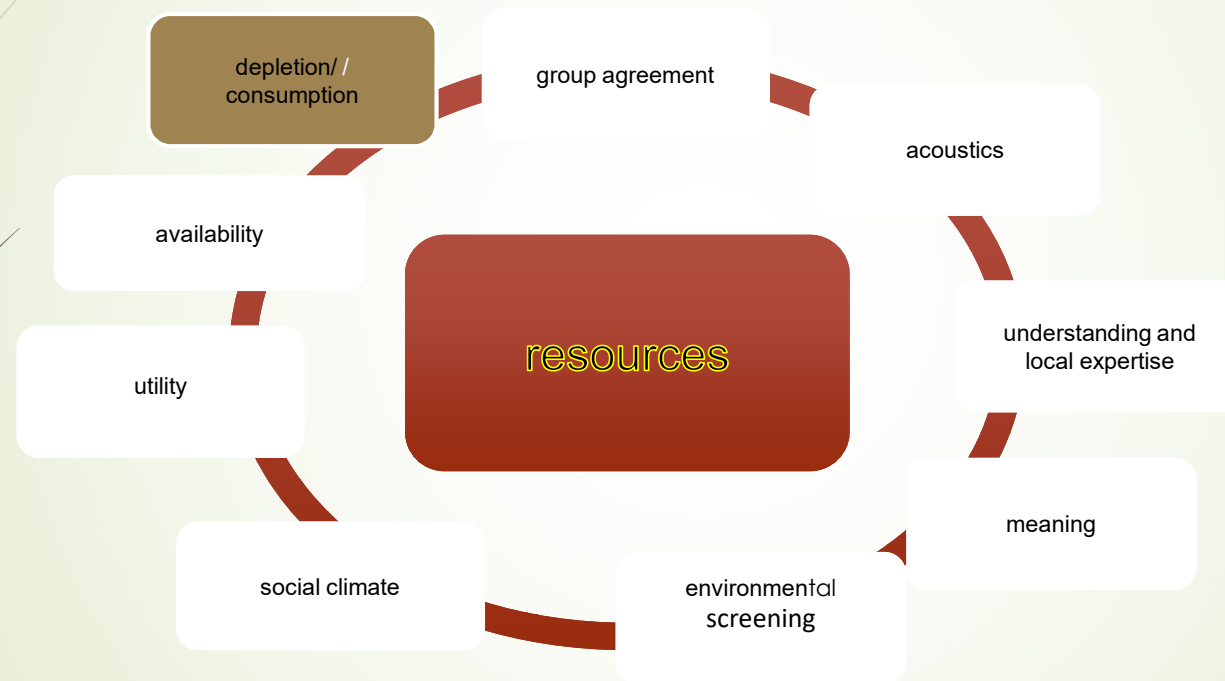 depletion/ /
consumption
group agreement
acoustics
availability
understanding and
local expertise
resources
utility
meaning
social climate
environmental
screening